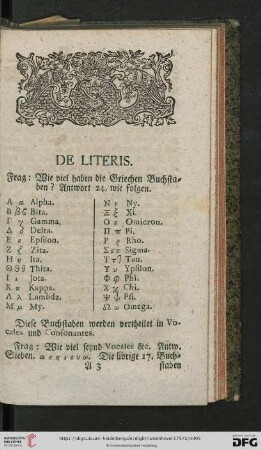 DE LITERIS.
Frag: Wie viel haben die Griechen Buchsta-
ben? Antwort 24. wie folgen.
Α α Alpha.
Β β ϐ Bita.
Γ γ Gamma.
Δ δ Delta.
Ε ε Epsilon.
Ζ ζ Zita.
Η η Ita.
Θ ϑ θ Thita.
Ι ι Jota.
Κ κ Kappa.
Λ λ Lambda.
Μ μ My.
Ν ν Ny.
Ξ ξ Xi.
Ο ο Omicron.
Π π Pi.
Ρ ρ Rho.
Σ σ ς Sigma.
Τ τ Tau.
Υ υ Ypsilon.
Φ φ Phi.
Χ χ Chi.
Ψ ψ Psi.
Ω ω Omega.
Diese Buchstaben werden vertheilet in Vo-
cales und Consonantes.
Frag: Wie viel seynd Vocales &c. Antw.
Sieben. α ε η ι ο υ ω. Die übrige 17. Buch-
A 3 staben